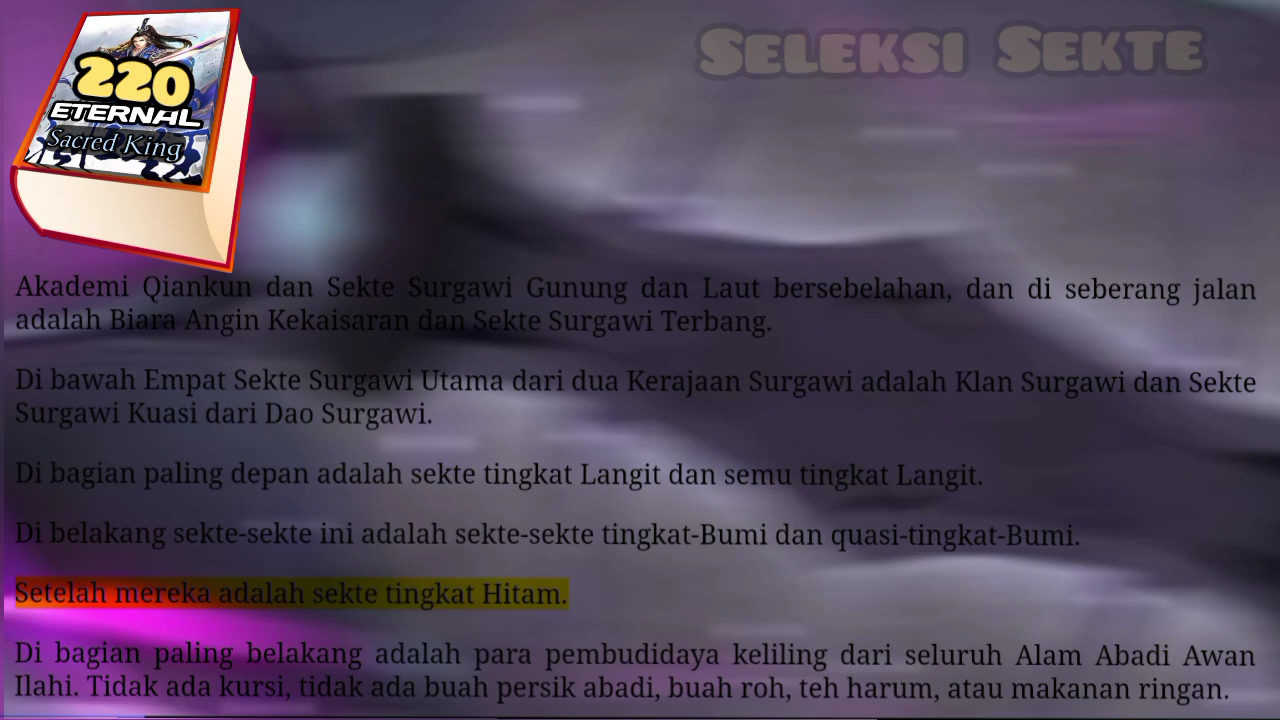 Seleksi Sekte
220
ETERNAL
Sacred King
Akademi Qiankun dan Sekte Surgawi Gunung dan Laut bersebelahan, dan di seberang jalan
adalah Biara Angin Kekaisaran dan Sekte Surgawi Terbang.
Di bawah Empat Sekte Surgawi Utama dari dua Kerajaan Surgawi adalah Klan Surgawi dan Sekte
Surgawi Kuasi dari Dao Surgawi.
Di bagian paling depan adalah sekte tingkat Langit dan semu tingkat Langit.
Di belakang sekte-sekte ini adalah sekte-sekte tingkat-Bumi dan quasi-tingkat-Bumi.
Setelah mereka adalah sekte tingkat Hitam.
Di bagian paling belakang adalah para pembudidaya keliling dari seluruh Alam Abadi Awan
Ilahi. Tidak ada kursi, tidak ada buah persik abadi, buah roh, teh harum, atau makanan ringan.